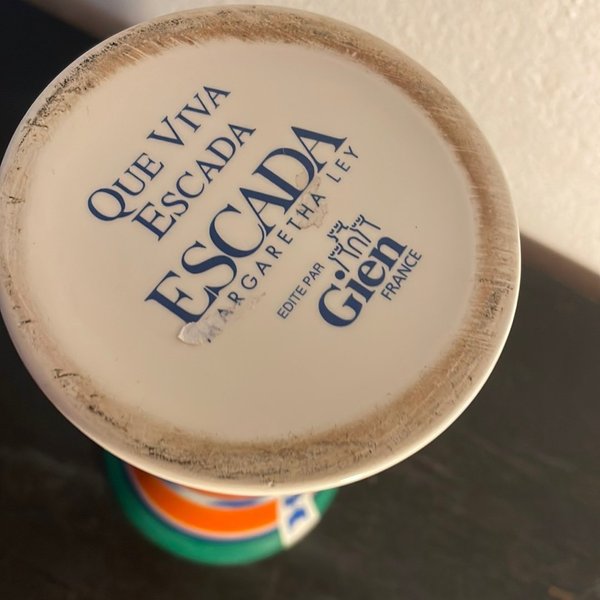 QUE VIVA
ESCADA
ESCADA
MARGARETHA LEY
EDITE PAR
Gien
FRANCE